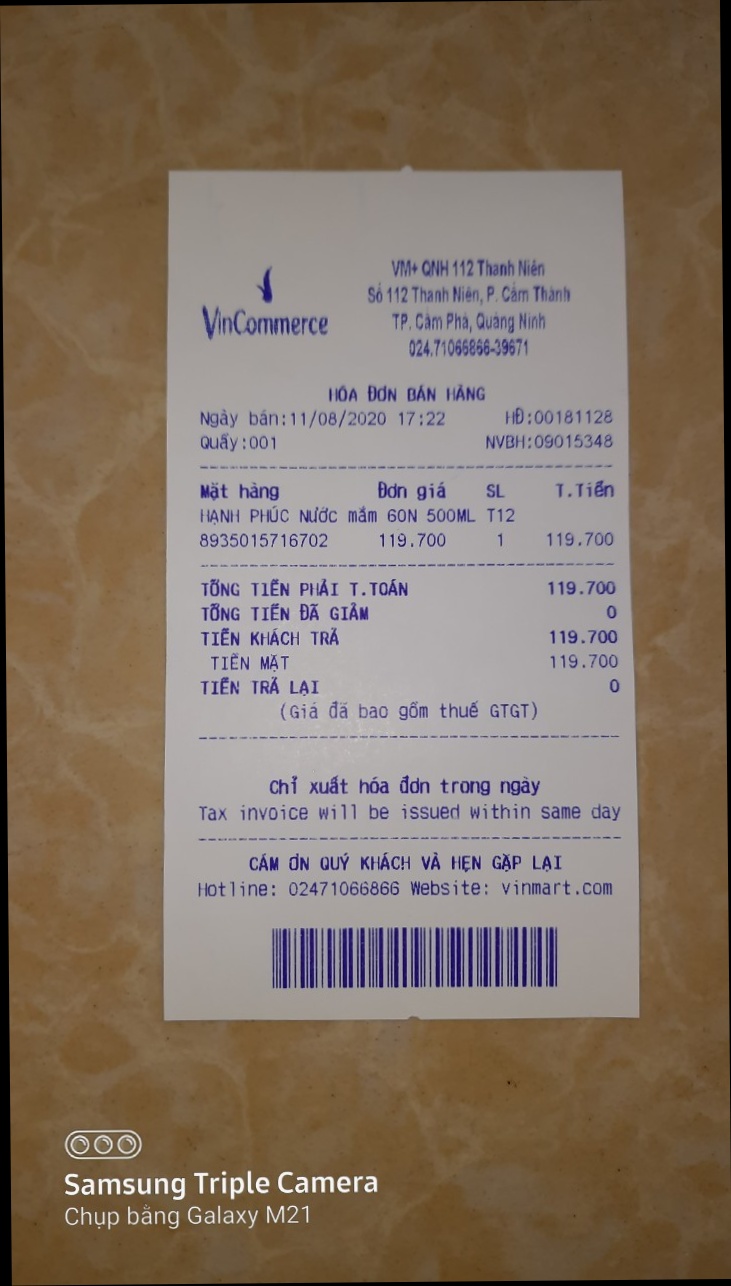 VinCommerce
VM+ QNH 112 Thanh Niên
Số 112 Thanh Niên, P. Cẩm Thành
TP. Cẩm Phả, Quảng Ninh
024.71066866-39671
HÓA ĐƠN BÁN HÀNG
Ngày bán:11/08/2020 17:22 HĐ:00181128
Quầy:001 NVBH:09015348
Mặt hàng Đơn giá SL T.Tiền
HẠNH PHÚC Nước mắm 60N 500ML T12
8935015716702 119.700 1 119.700
TỔNG TIỀN PHẢI T.TOÁN 119.700
TỔNG TIỀN ĐÃ GIẢM 0
TIỀN KHÁCH TRẢ 119.700
TIỀN MẶT 119.700
TIỀN TRẢ LẠI 0
(Giá đã bao gồm thuế GTGT)
Chỉ xuất hóa đơn trong ngày
Tax invoice will be issued within same day
CẢM ƠN QUÝ KHÁCH VÀ HẸN GẶP LẠI
Hotline: 02471066866 Website: vinmart.com
Samsung Triple Camera
Chụp bằng Galaxy M21